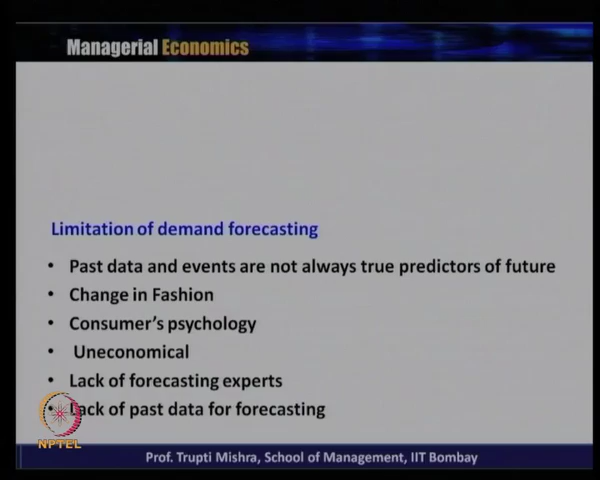 Managerial Economics
Limitation of demand forecasting
• Past data and events are not always true predictors of future
• Change in Fashion
• Consumer's psychology
• Uneconomical
• Lack of forecasting experts
• Lack of past data for forecasting
NPTEL
Prof. Trupti Mishra, School of Management, IIT Bombay